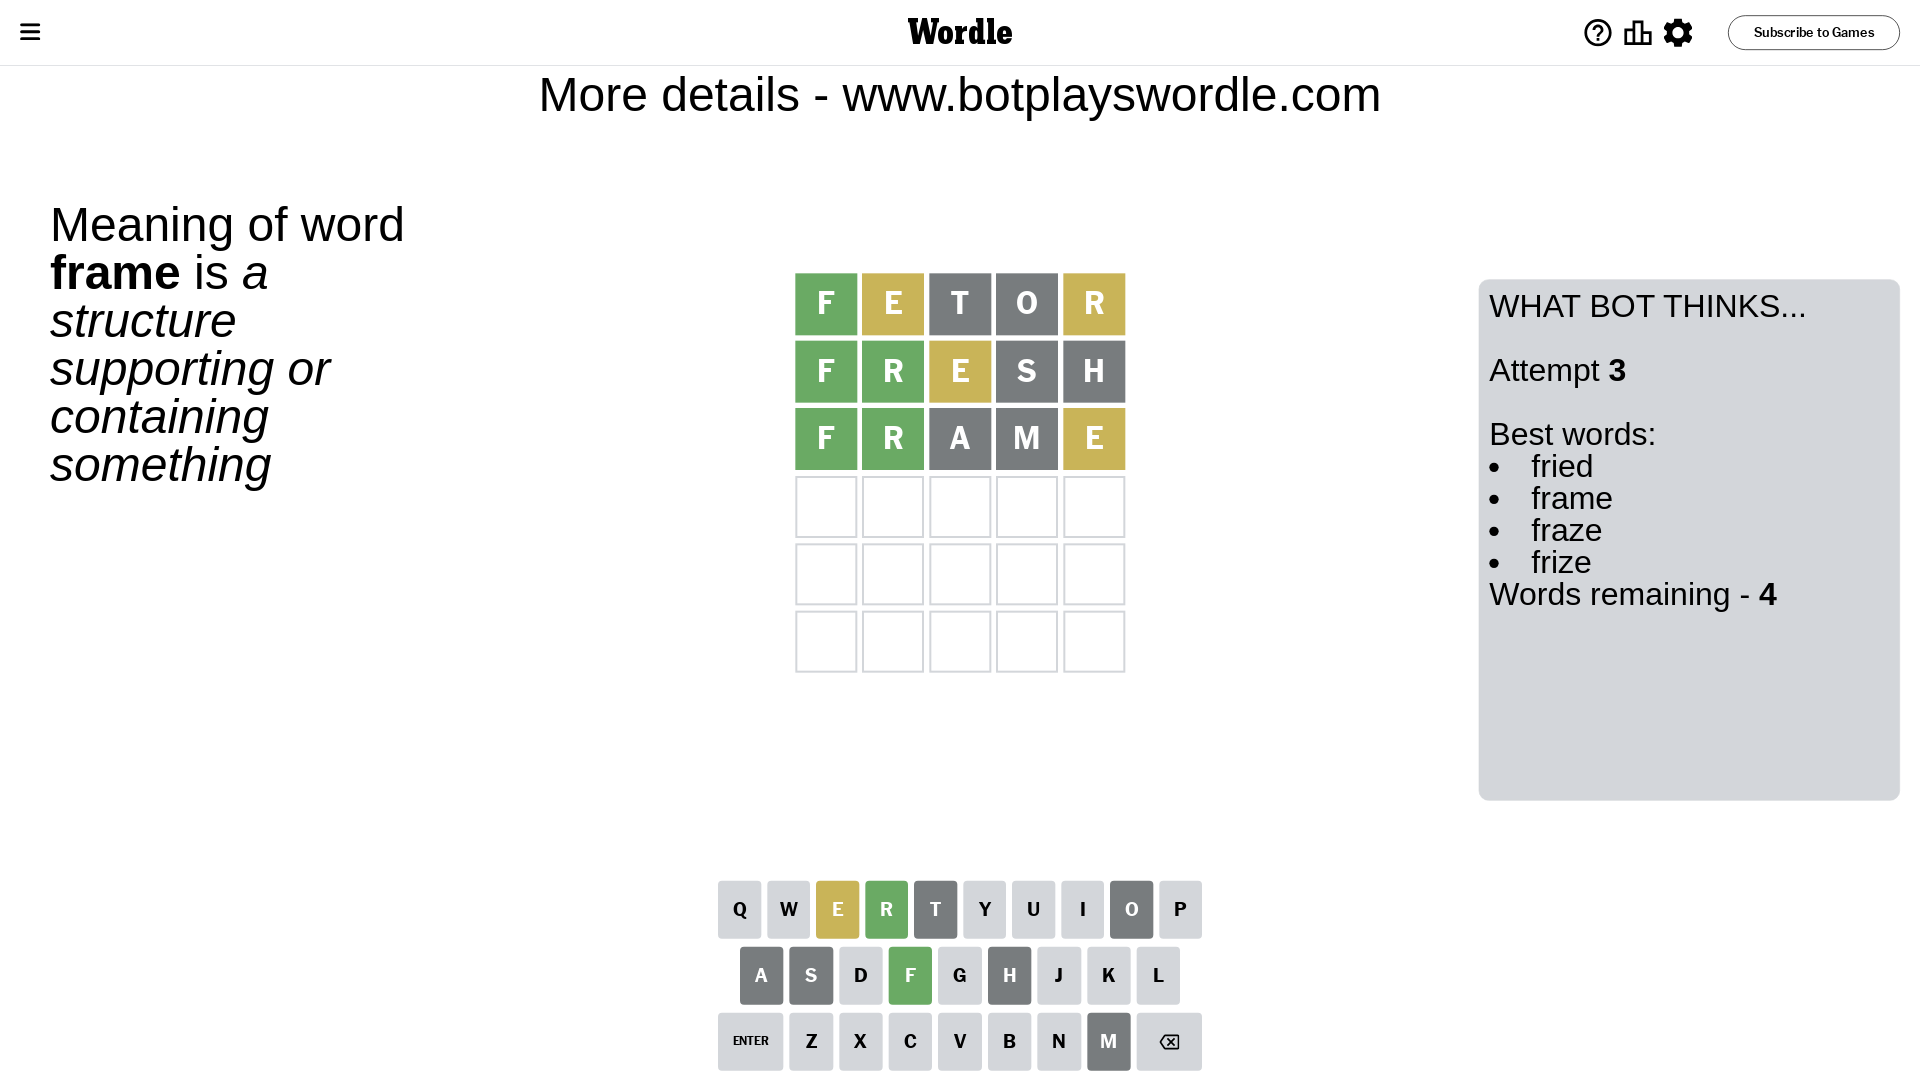 Wordle
Subscribe to Games
More details - www.botplayswordle.com
Meaning of word
frame is a
structure
supporting or
containing
something
F E T O R
F R E S H
F R A M E
WHAT BOT THINKS...
Attempt 3
Best words:
• fried
• frame
• fraze
• frize
Words remaining - 4
Q W E R T Y U I O P
A S D F G H J K L
ENTER Z X C V B N M